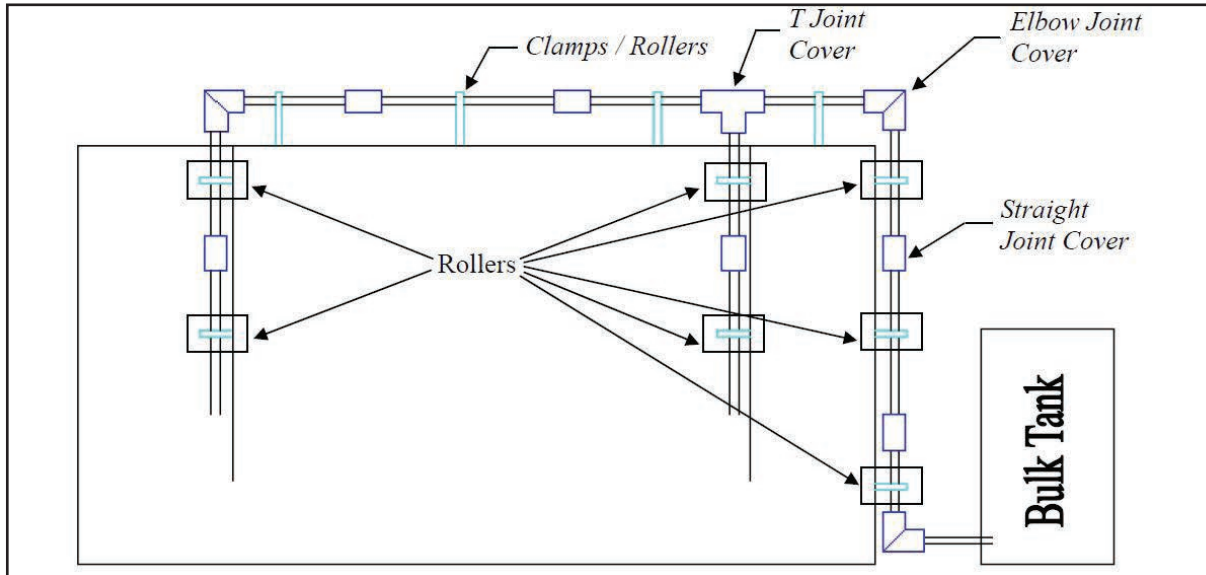 Clamps / Rollers
T Joint
Cover
Elbow Joint
Cover
Straight
Joint Cover
Rollers
Bulk Tank